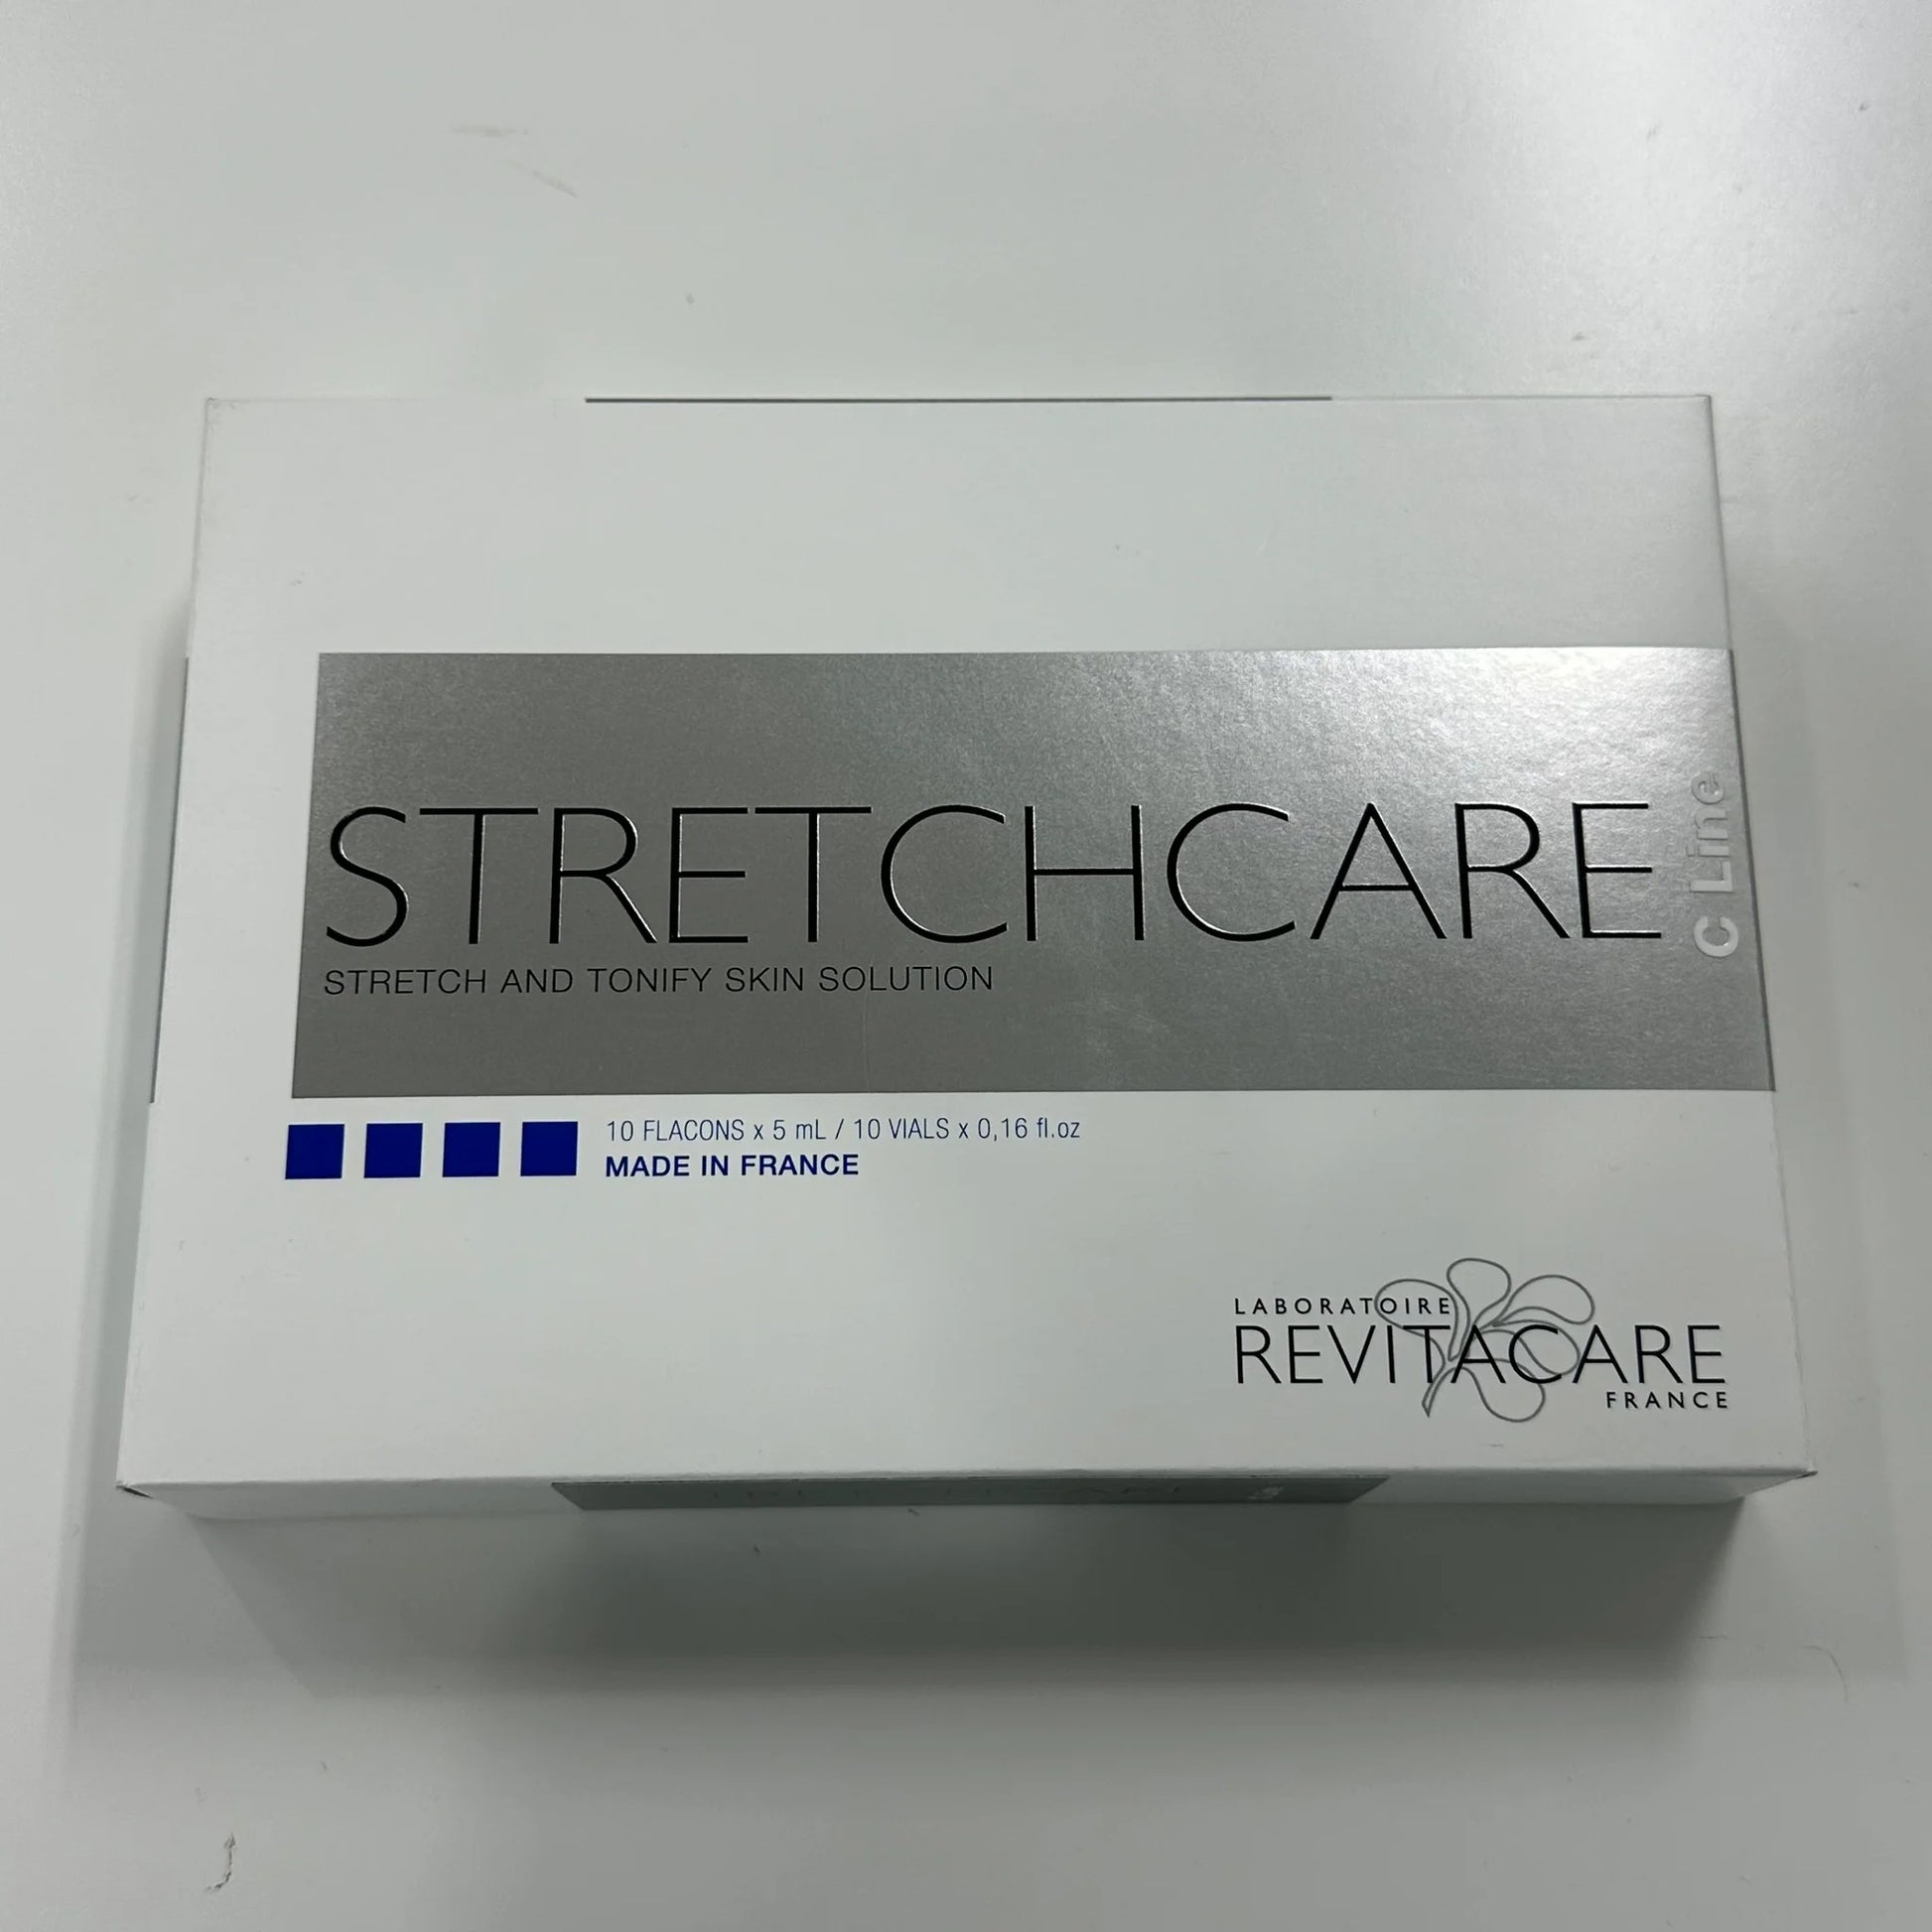 STRETCHCARE
C Line
STRETCH AND TONIFY SKIN SOLUTION
10 FLACONS x 5 mL / 10 VIALS x 0,16 fl.oz
MADE IN FRANCE
LABORATOIRE
REVITACARE
FRANCE